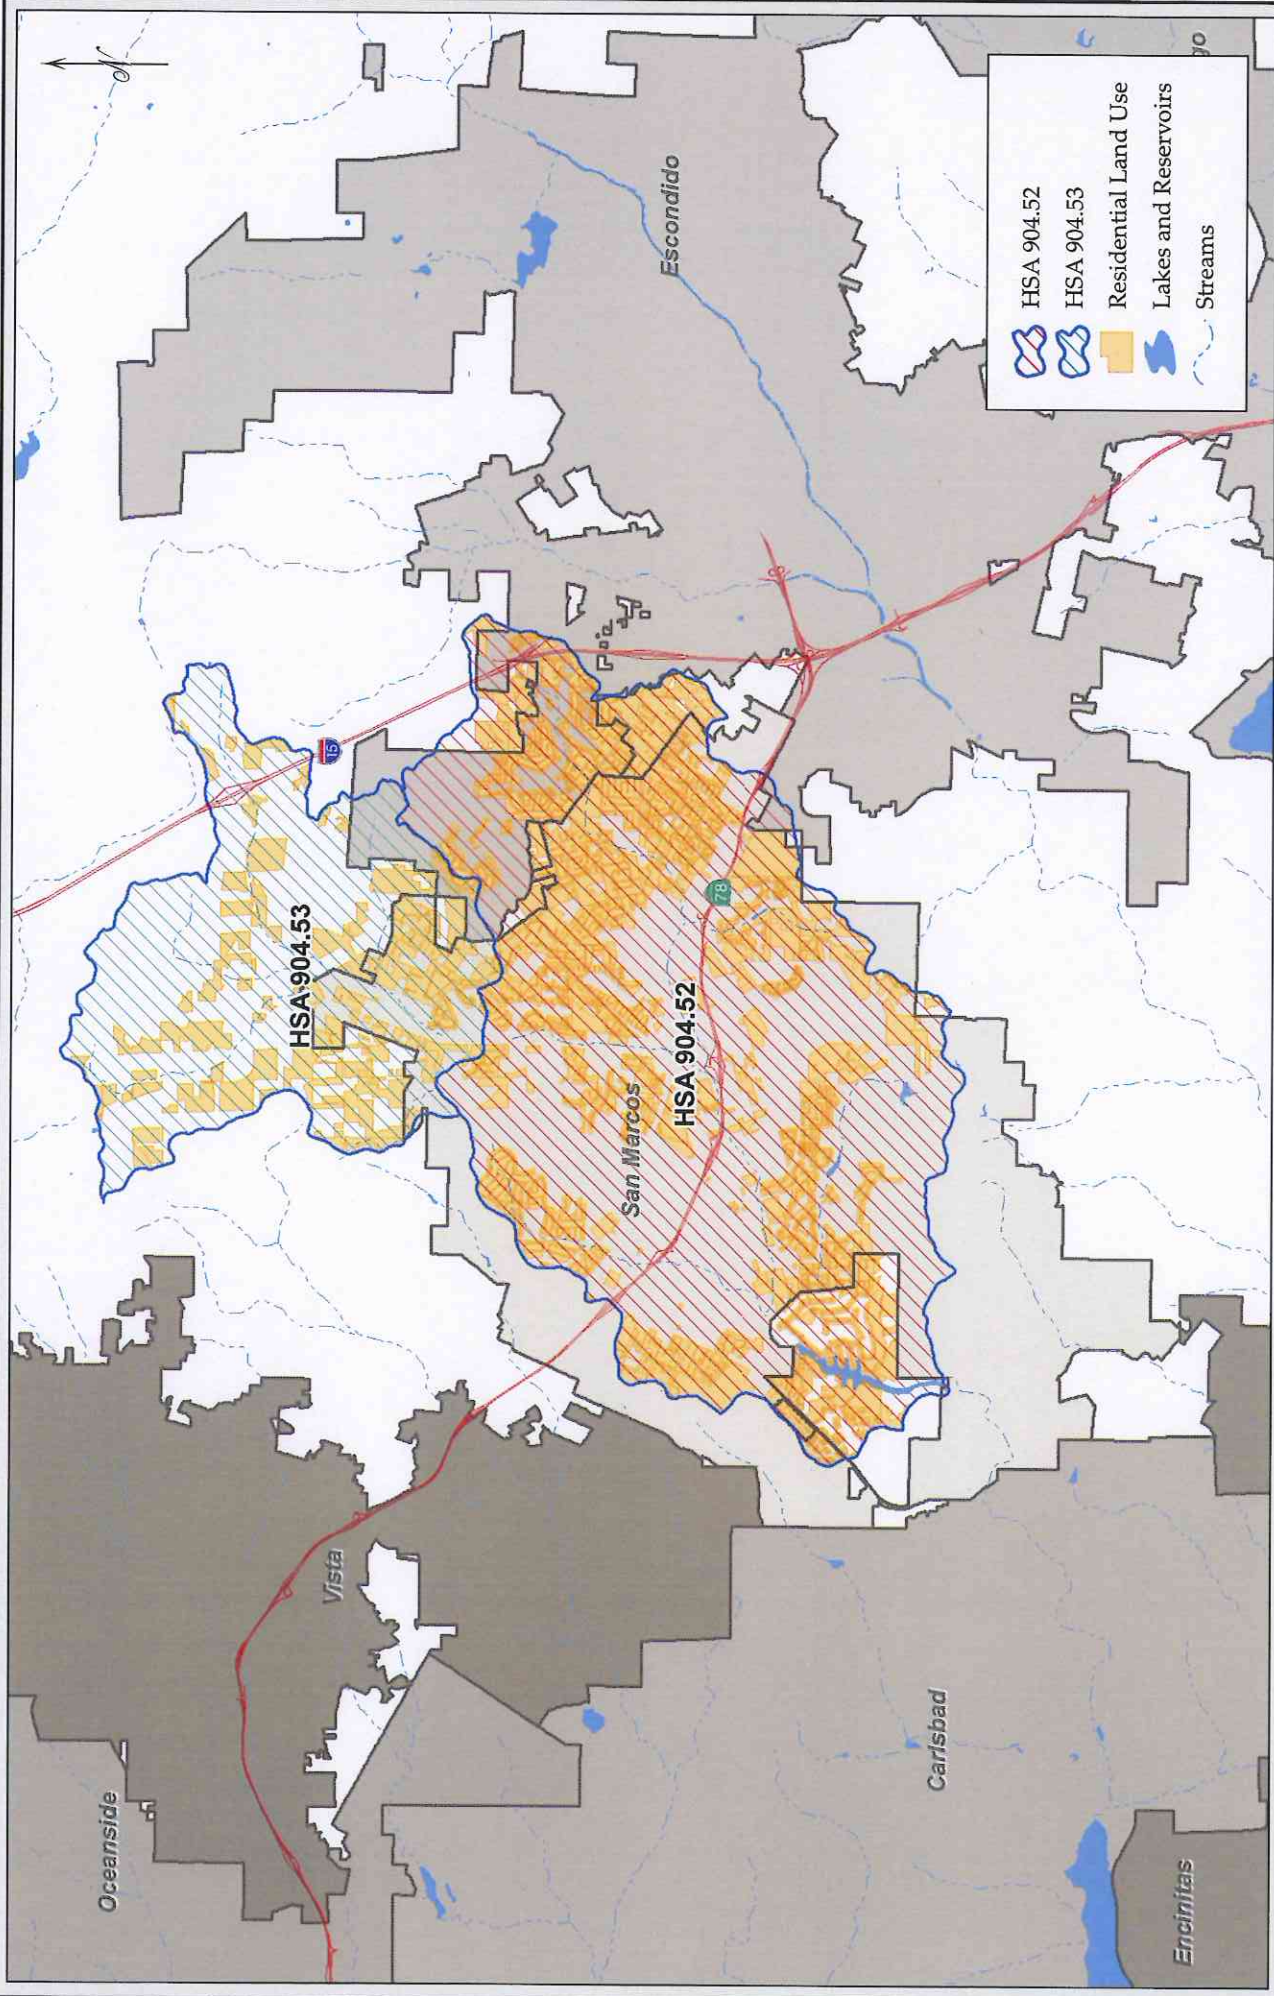 N
Oceanside
Vista
15
HSA 904.53
Escondido
San Marcos
HSA 904.52
78
Carlsbad
Encinitas
go
HSA 904.52
HSA 904.53
Residential Land Use
Lakes and Reservoirs
Streams